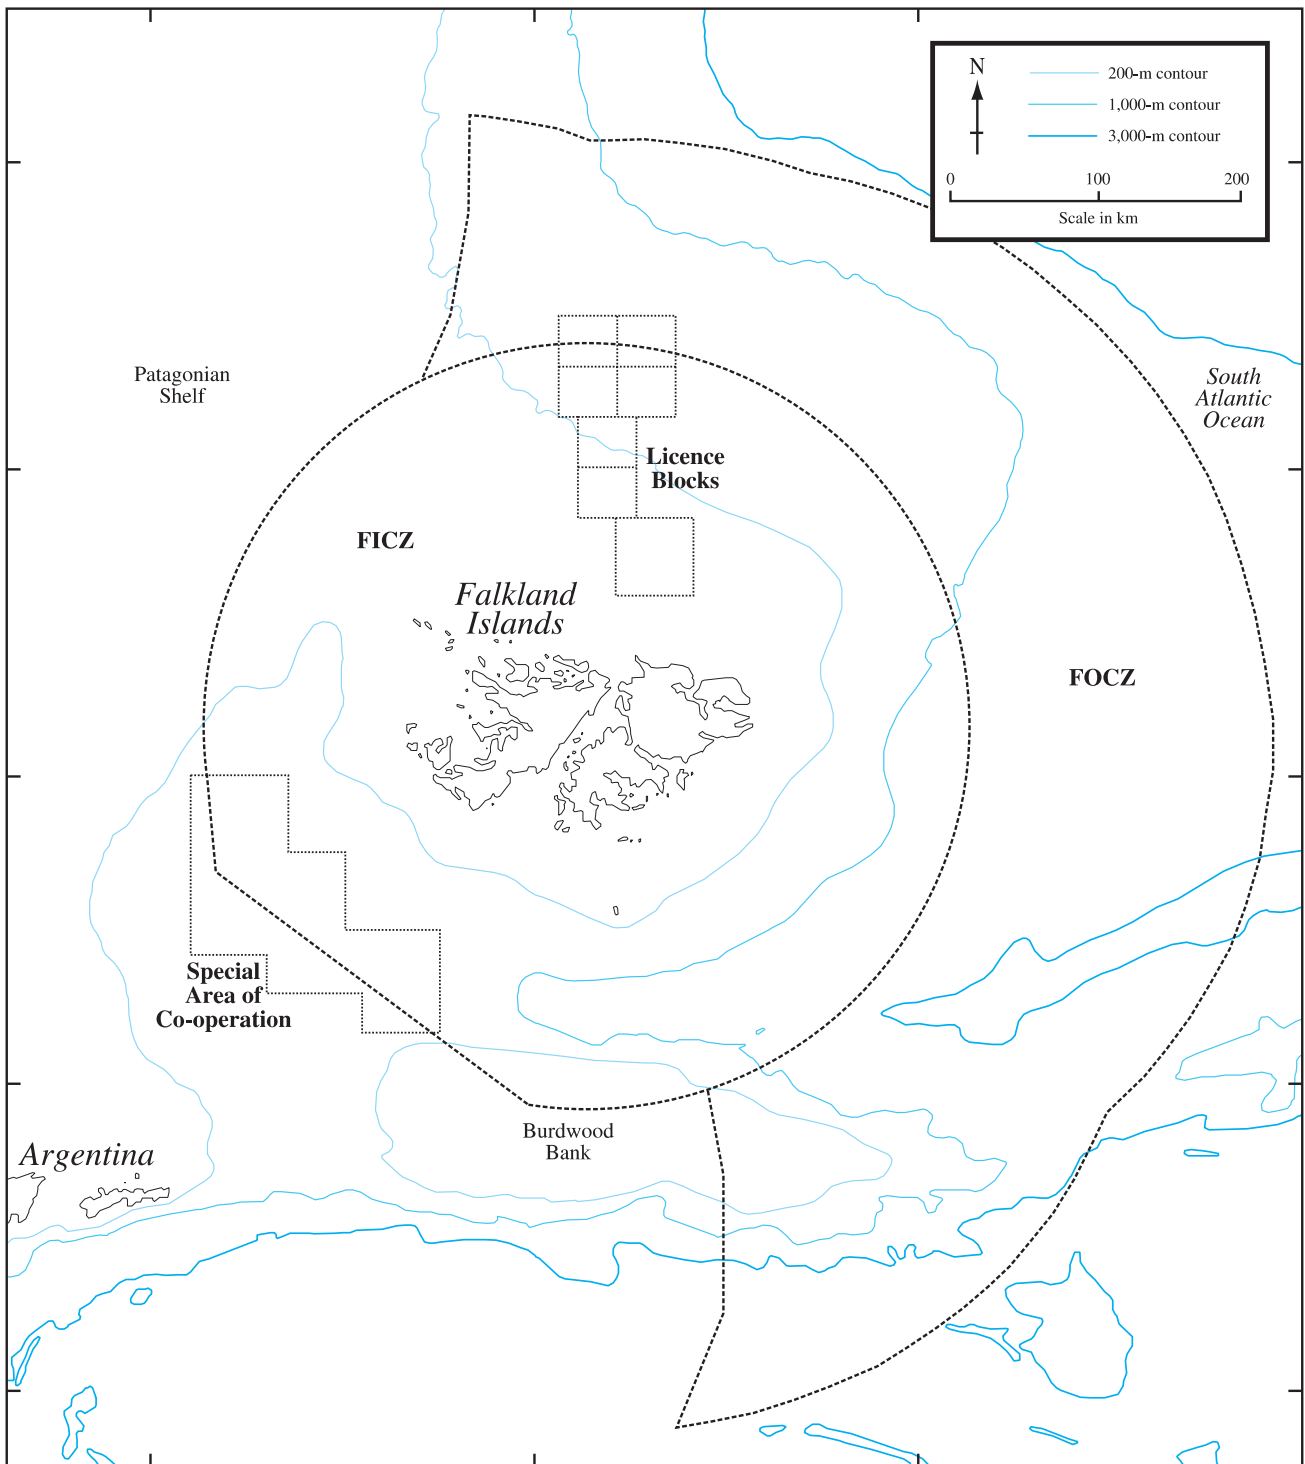 N
200-m contour
1,000-m contour
3,000-m contour
0
100
200
Scale in km
Patagonian
Shelf
South
Atlantic
Ocean
Licence
Blocks
FICZ
Falkland
Islands
FOCZ
Special
Area of
Co-operation
Burdwood
Bank
Argentina